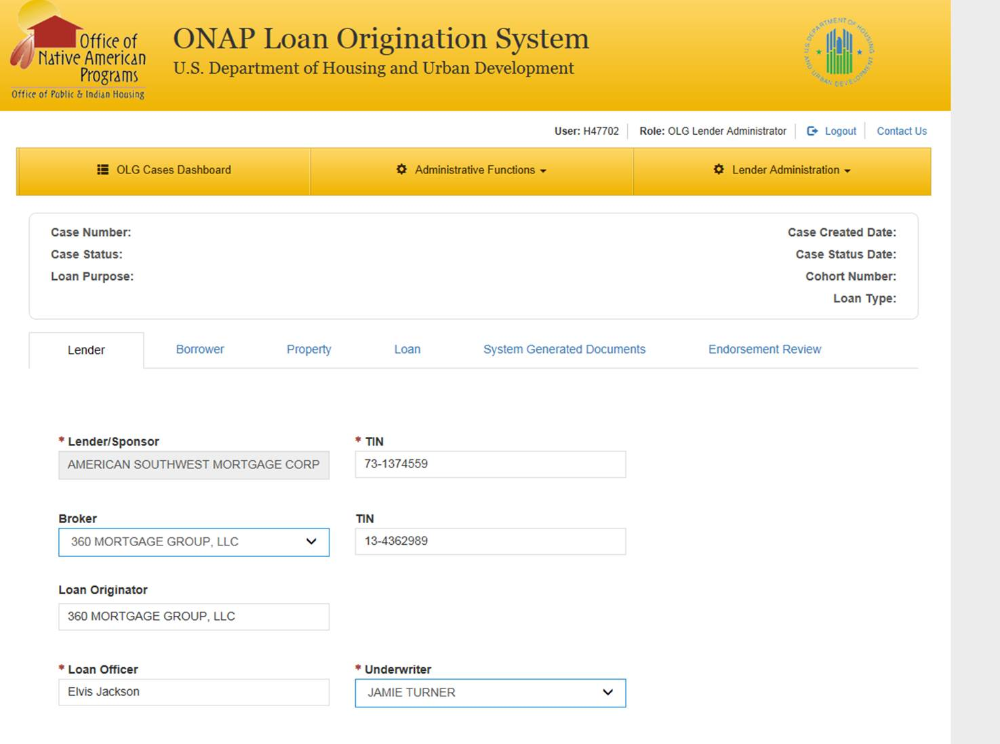 Office of
Native American
Programs
Office of Public & Indian Housing
ONAP Loan Origination System
U.S. Department of Housing and Urban Development
U.S. DEPARTMENT OF HOUSING
AND URBAN DEVELOPMENT
User: H47702 Role: OLG Lender Administrator Logout Contact Us
OLG Cases Dashboard Administrative Functions Lender Administration
Case Number: Case Created Date:
Case Status: Case Status Date:
Loan Purpose: Cohort Number:
Loan Type:
Lender Borrower Property Loan System Generated Documents Endorsement Review
* Lender/Sponsor * TIN
AMERICAN SOUTHWEST MORTGAGE CORP 73-1374559
Broker TIN
360 MORTGAGE GROUP, LLC 13-4362989
Loan Originator
360 MORTGAGE GROUP, LLC
* Loan Officer * Underwriter
Elvis Jackson JAMIE TURNER